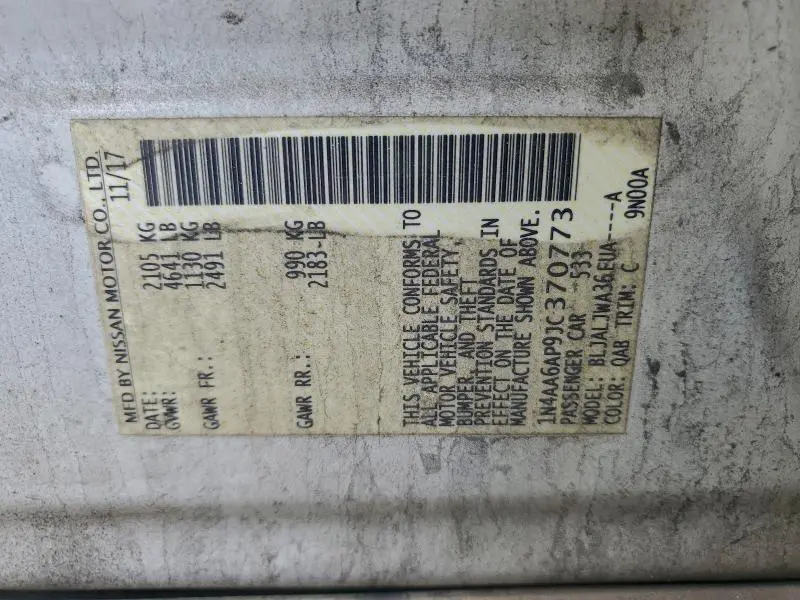 MFD BY NISSAN MOTOR CO., LTD.
DATE: 11/17
GVWR: 2105 KG
4641 LB
GAWR FR.: 1130 KG
2491 LB
GAWR RR.: 990 KG
2183 LB
THIS VEHICLE CONFORMS TO
ALL APPLICABLE FEDERAL
MOTOR VEHICLE SAFETY,
BUMPER, AND THEFT
PREVENTION STANDARDS IN
EFFECT ON THE DATE OF
MANUFACTURE SHOWN ABOVE.
1N4AA6AP9JC370773
PASSENGER CAR -533
MODEL: BLJALJWA36EUA----A
COLOR: QAB TRIM: C 9N00A